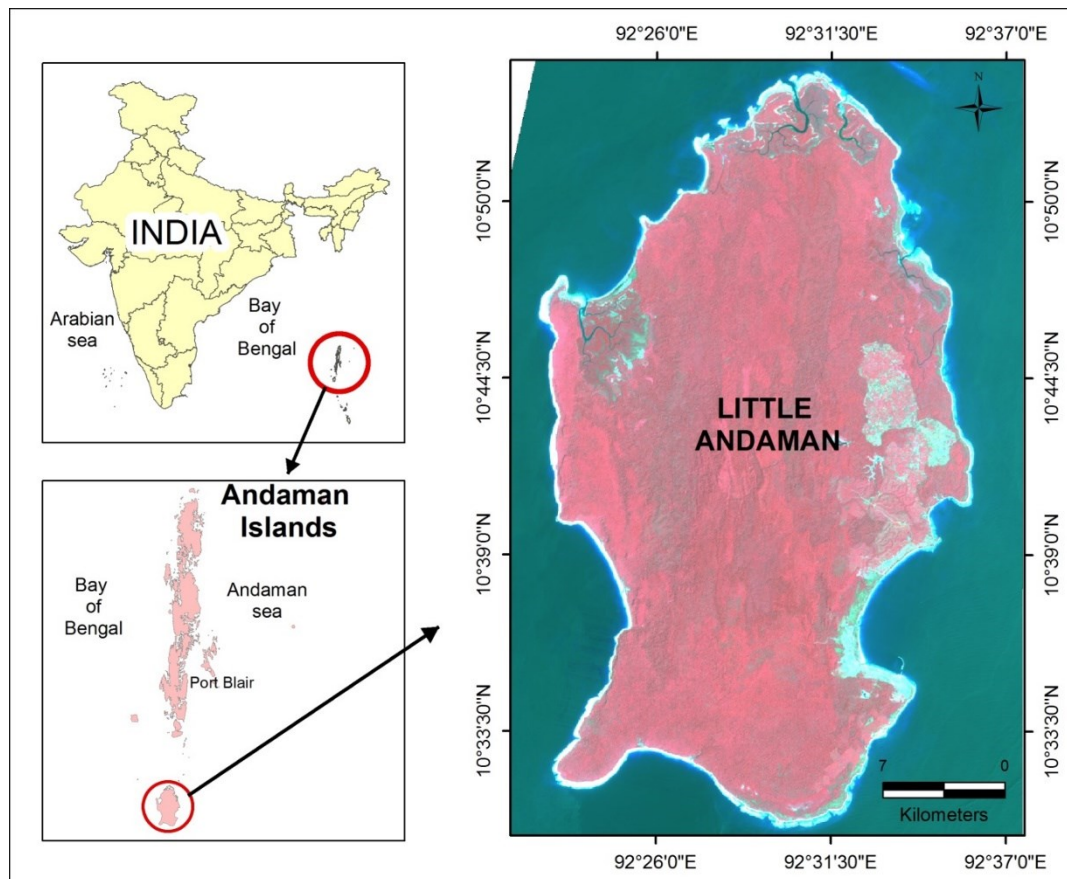 INDIA
Arabian
sea
Bay
of
Bengal
Andaman
Islands
Bay
of
Bengal
Andaman
sea
Port Blair
92°26'0"E
92°31'30"E
92°37'0"E
N
10°50'0"N
10°50'0"N
10°44'30"N
10°44'30"N
LITTLE
ANDAMAN
10°39'0"N
10°39'0"N
10°33'30"N
10°33'30"N
7
0
Kilometers
92°26'0"E
92°31'30"E
92°37'0"E